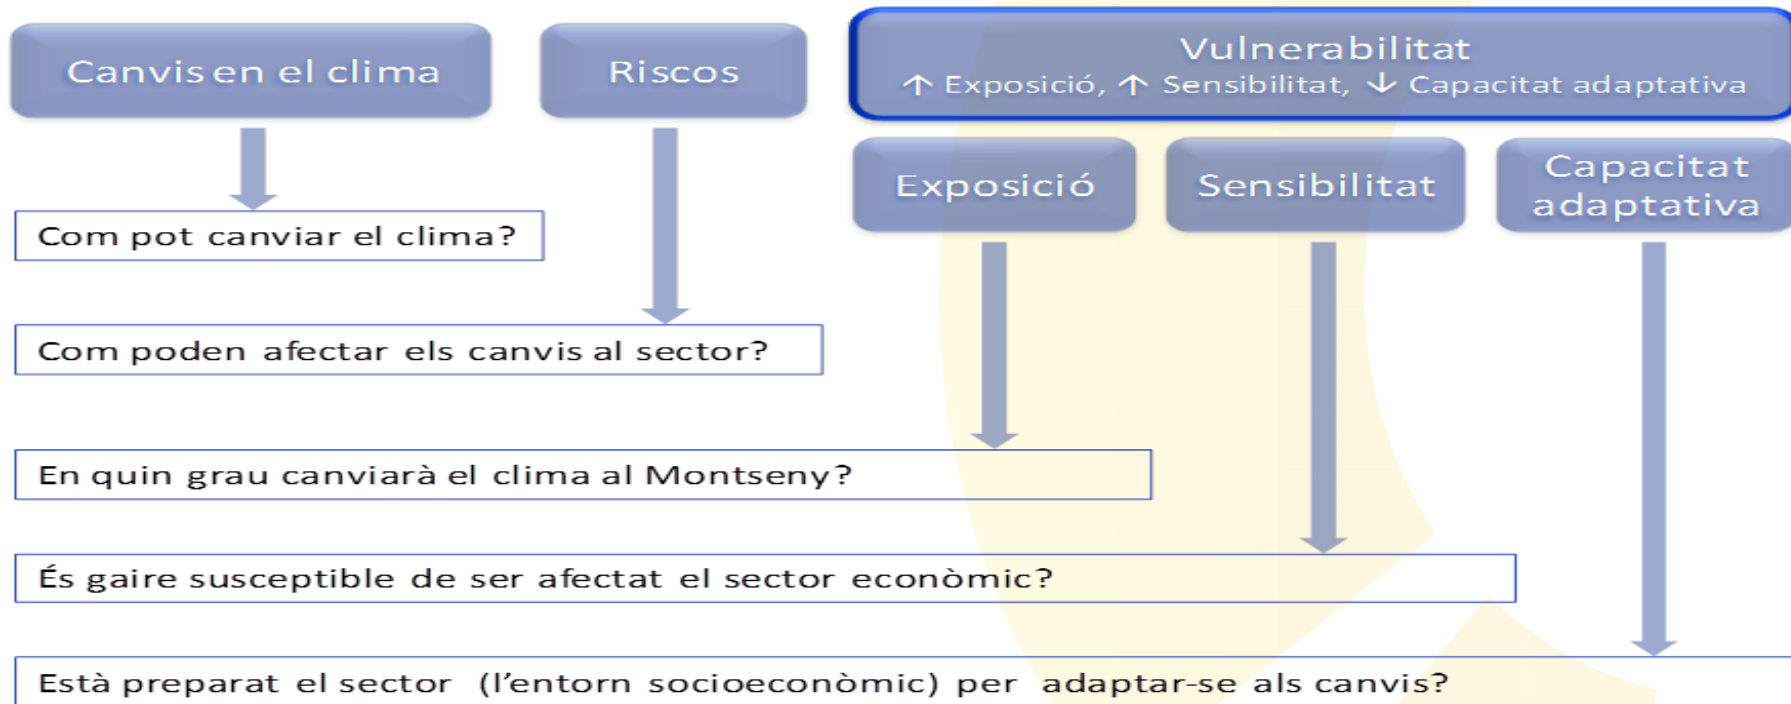 Canvis en el clima
Riscos
Vulnerabilitat
↑ Exposició, ↑ Sensibilitat, ↓ Capacitat adaptativa
Exposició
Sensibilitat
Capacitat
adaptativa
Com pot canviar el clima?
Com poden afectar els canvis al sector?
En quin grau canviarà el clima al Montseny?
És gaire susceptible de ser afectat el sector econòmic?
Està preparat el sector (l'entorn socioeconòmic) per adaptar-se als canvis?